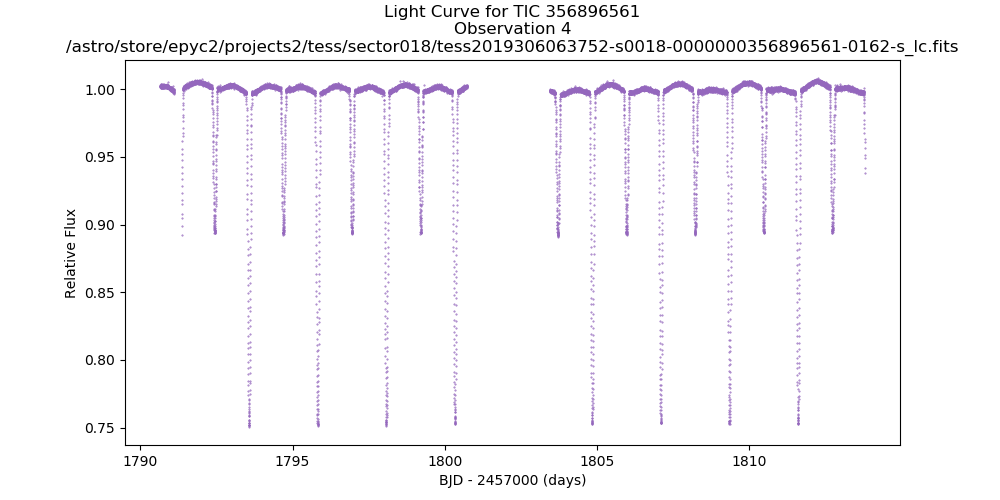 Light Curve for TIC 356896561
Observation 4
/astro/store/epyc2/projects2/tess/sector018/tess2019306063752-s0018-0000000356896561-0162-s_lc.fits
Relative Flux
1.00
0.95
0.90
0.85
0.80
0.75
1790
1795
1800
1805
1810
BJD - 2457000 (days)